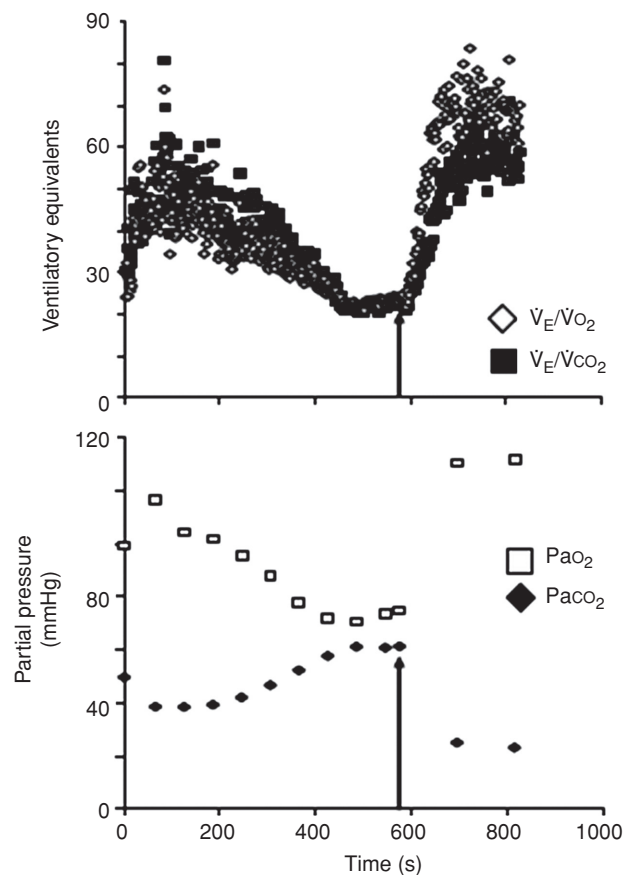 90
60
30
0
Ventilatory equivalents
V̇E/V̇O2
V̇E/V̇CO2
120
80
40
0
Partial pressure
(mmHg)
PaO2
PaCO2
0 200 400 600 800 1000
Time (s)